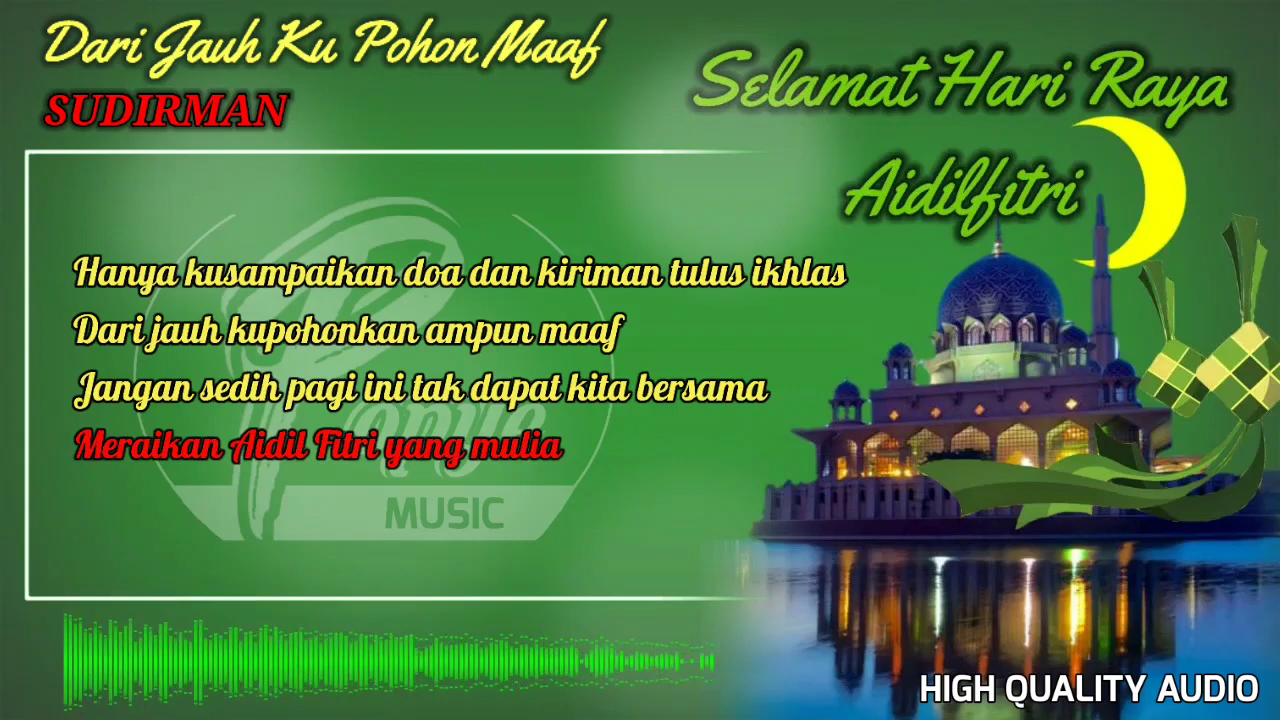 Dari Jauh Ku Pohon Maaf
SUDIRMAN
Selamat Hari Raya
Aidilfitri
Hanya kusampaikan doa dan kiriman tulus ikhlas
Dari jauh kupohonkan ampun maaf
Jangan sedih pagi ini tak dapat kita bersama
Meraikan Aidil Fitri yang mulia
MUSIC
HIGH QUALITY AUDIO